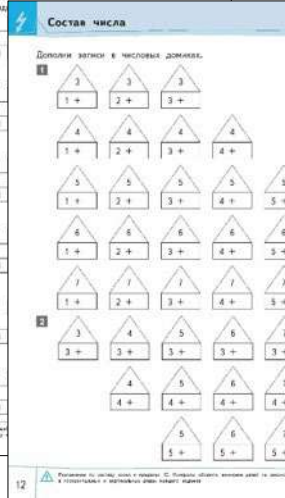 Состав числа
Дополни записи в числовых домиках.
1
3 3 3
1 + 2 + 3 +
4 4 4 4
1 + 2 + 3 + 4 +
5 5 5 5 5
1 + 2 + 3 + 4 + 5 +
6 6 6 6 6
1 + 2 + 3 + 4 + 5 +
7 7 7 7
1 + 2 + 3 + 4 + 5 +
2
3 4 5 6
3 + 3 + 3 + 3 + 3 +
4 5 6
4 + 4 + 4 + 4 +
5 6
5 + 5 + 5 +
12